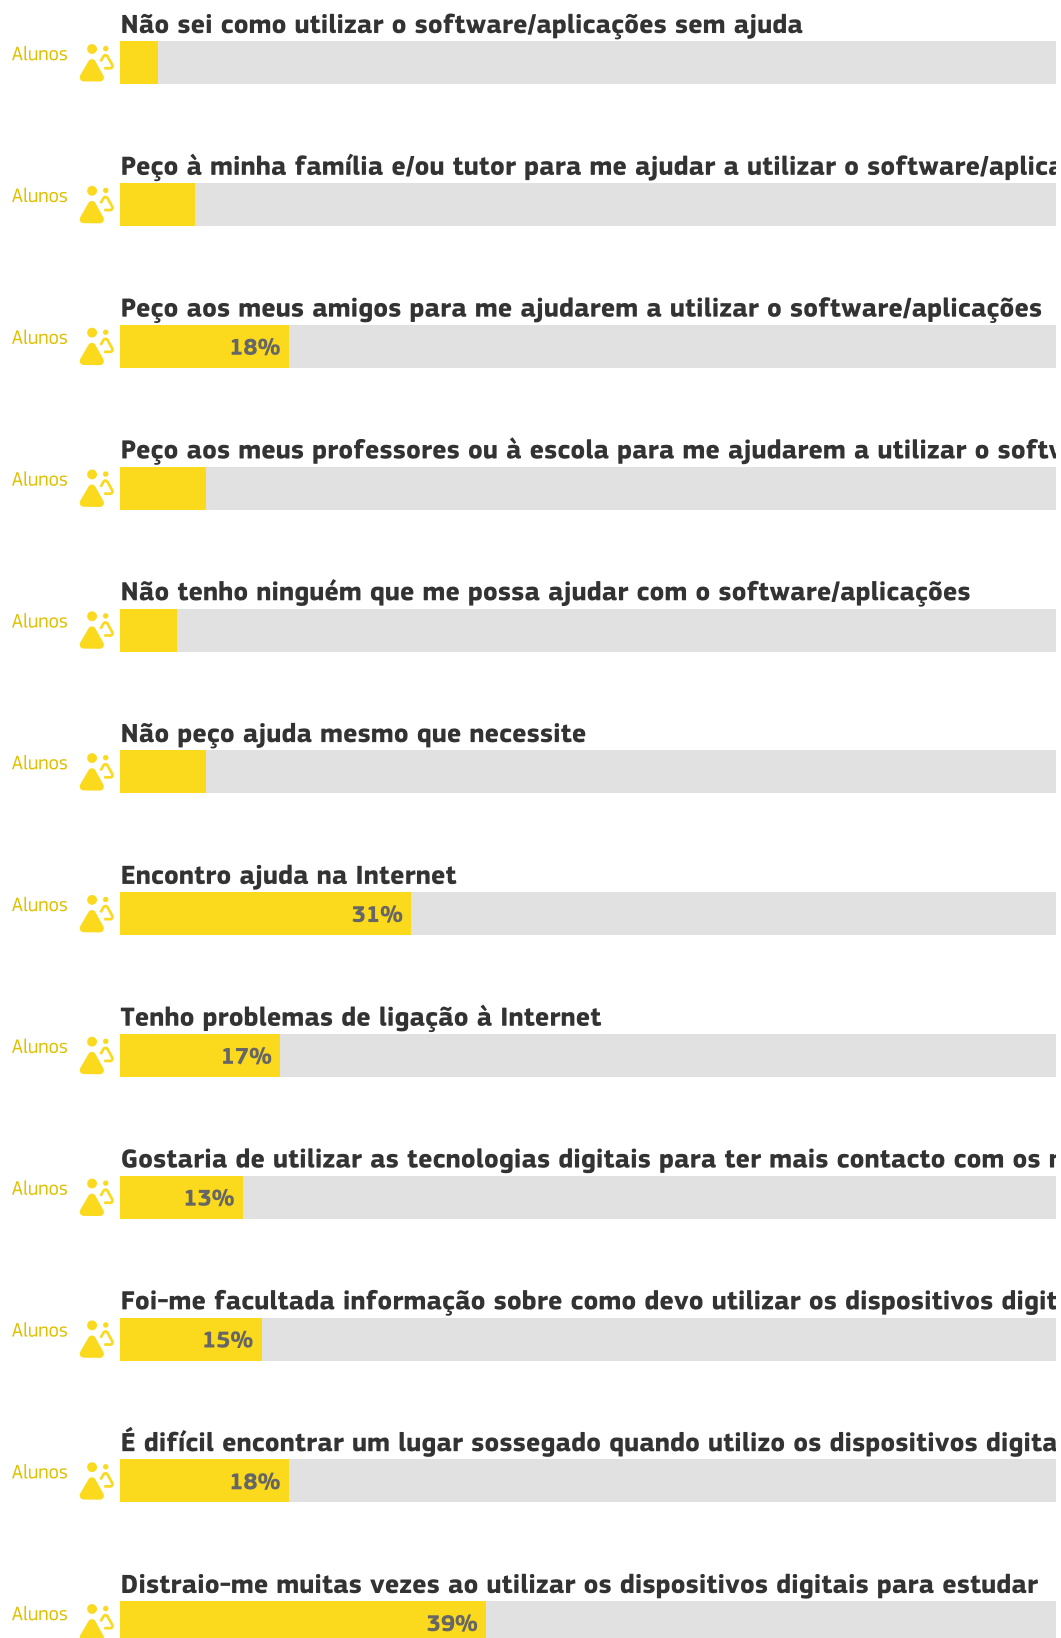 Não sei como utilizar o software/aplicações sem ajuda
Alunos
Peço à minha família e/ou tutor para me ajudar a utilizar o
Alunos
Peço aos meus amigos para me ajudarem a utilizar o software/aplicações
Alunos
18%
Peço aos meus professores ou à escola para me ajudarem a utilizar o
Alunos
Não tenho ninguém que me possa ajudar com o software/aplicações
Alunos
Não peço ajuda mesmo que necessite
Alunos
Encontro ajuda na Internet
Alunos
31%
Tenho problemas de ligação à Internet
Alunos
17%
Gostaria de utilizar as tecnologias digitais para ter mais contacto com os
Alunos
13%
Foi-me facultada informação sobre como devo utilizar os dispositivos
Alunos
15%
É difícil encontrar um lugar sossegado quando utilizo os dispositivos
Alunos
18%
Distraio-me muitas vezes ao utilizar os dispositivos digitais para estudar
Alunos
39%